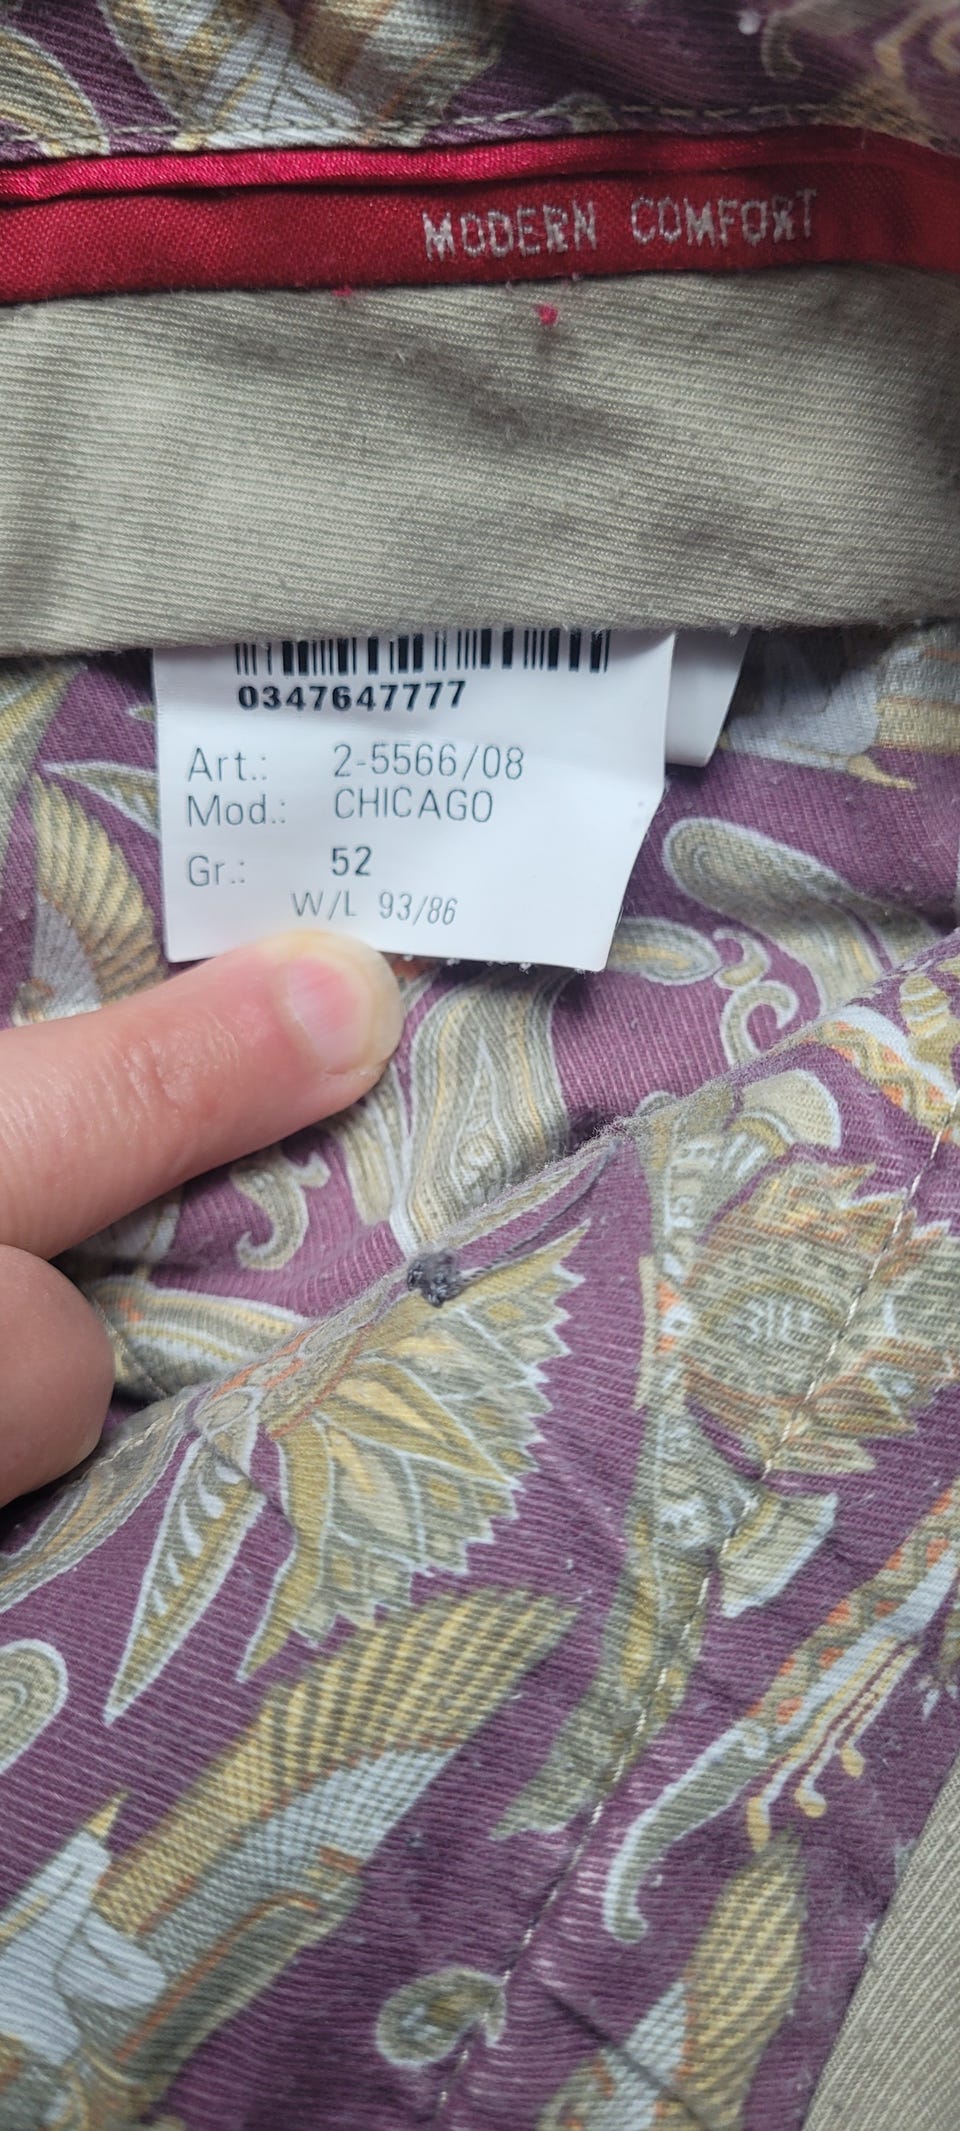 MODERN COMFORT
0347647777
Art.: 2-5566/08
Mod.: CHICAGO
Gr.: 52
W/L 93/86